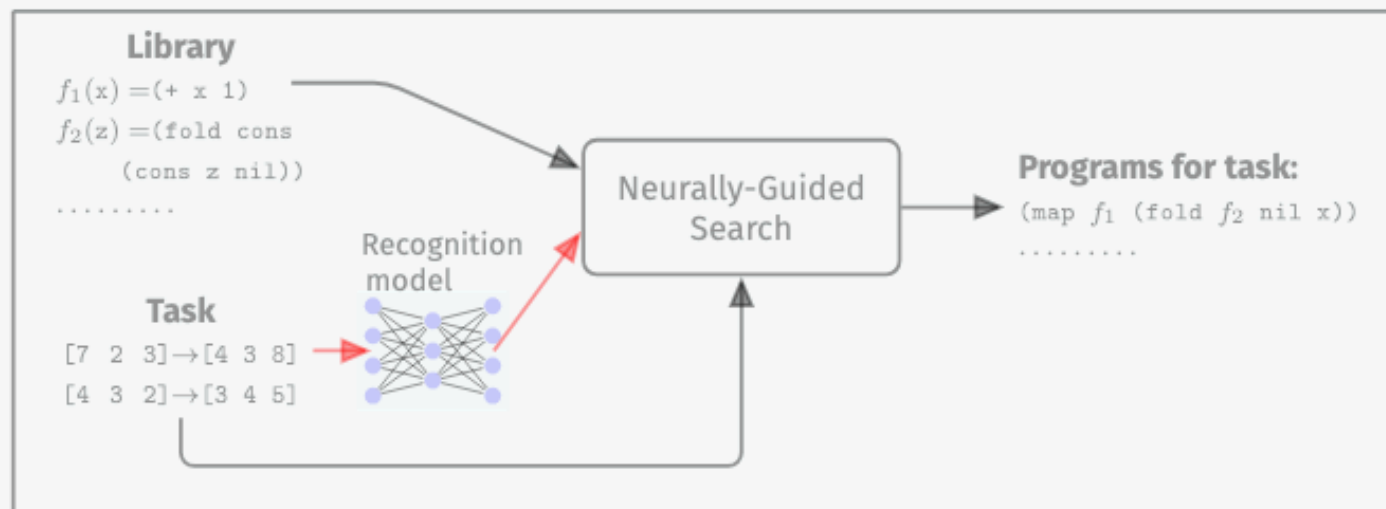 Library
f₁(x) =(+ x 1)
f₂(z) =(fold cons
(cons z nil))
.........
Task
[7 2 3]→[4 3 8]
[4 3 2]→[3 4 5]
Recognition
model
Neurally-Guided
Search
Programs for task:
(map f₁ (fold f₂ nil x))
.........